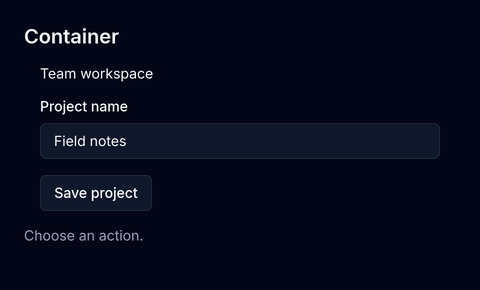 Container
Team workspace
Project name
Field notes
Save project
Choose an action.